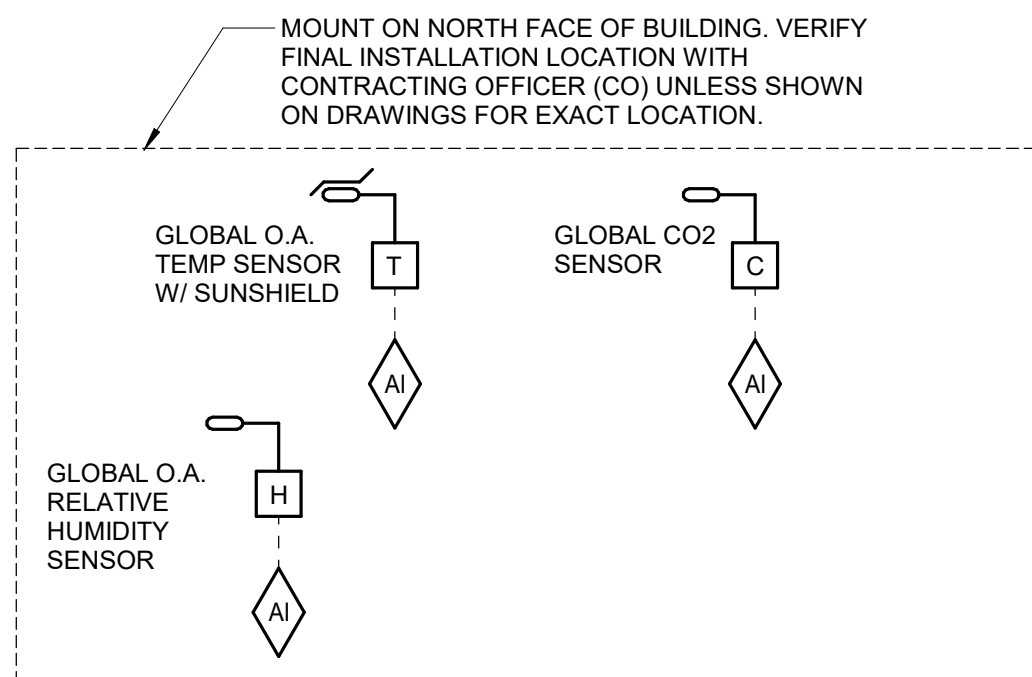 MOUNT ON NORTH FACE OF BUILDING. VERIFY
FINAL INSTALLATION LOCATION WITH
CONTRACTING OFFICER (CO) UNLESS SHOWN
ON DRAWINGS FOR EXACT LOCATION.
GLOBAL O.A.
TEMP SENSOR
W/ SUNSHIELD
T
AI
GLOBAL CO2
SENSOR
C
AI
GLOBAL O.A.
RELATIVE
HUMIDITY
SENSOR
H
AI